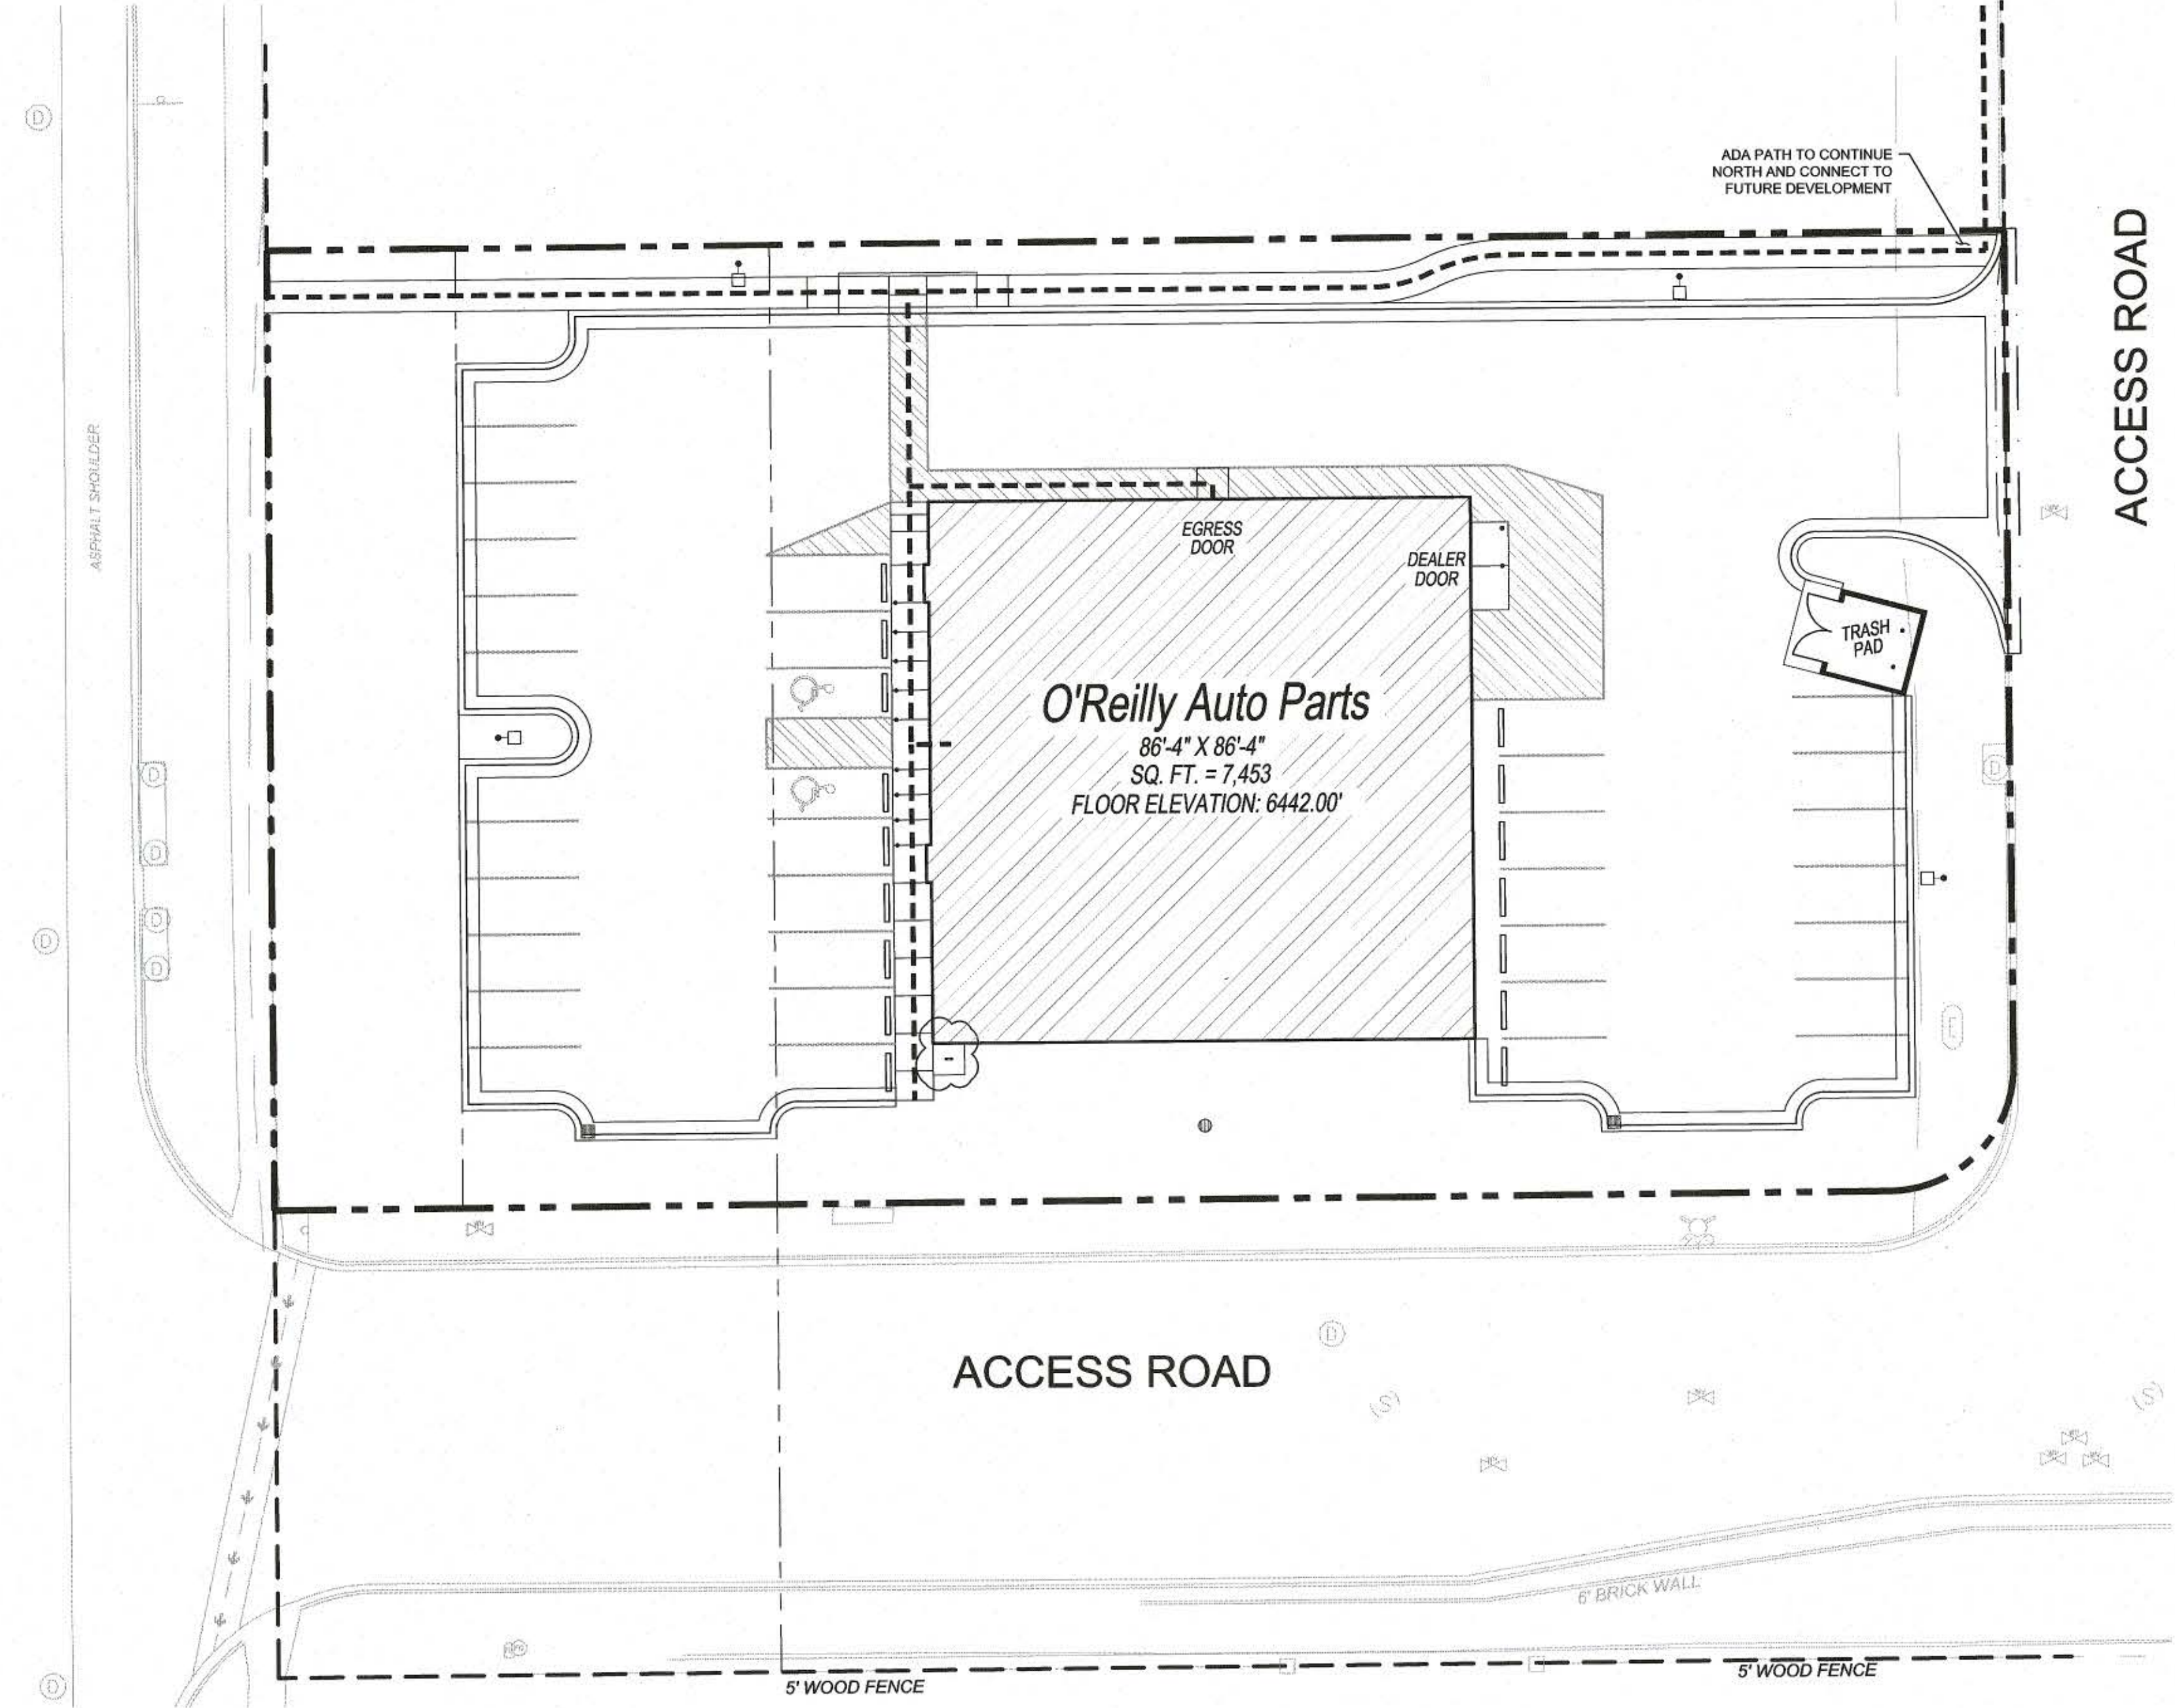 ADA PATH TO CONTINUE
NORTH AND CONNECT TO
FUTURE DEVELOPMENT
ACCESS ROAD
ASPHALT SHOULDER
EGRESS
DOOR
DEALER
DOOR
TRASH
PAD
O'Reilly Auto Parts
86'-4" X 86'-4"
SQ. FT. = 7,453
FLOOR ELEVATION: 6442.00'
ACCESS ROAD
6' BRICK WALL
5' WOOD FENCE
5' WOOD FENCE
D
D
D
D
D
D
D
D
D
D
E
(S)
(S)